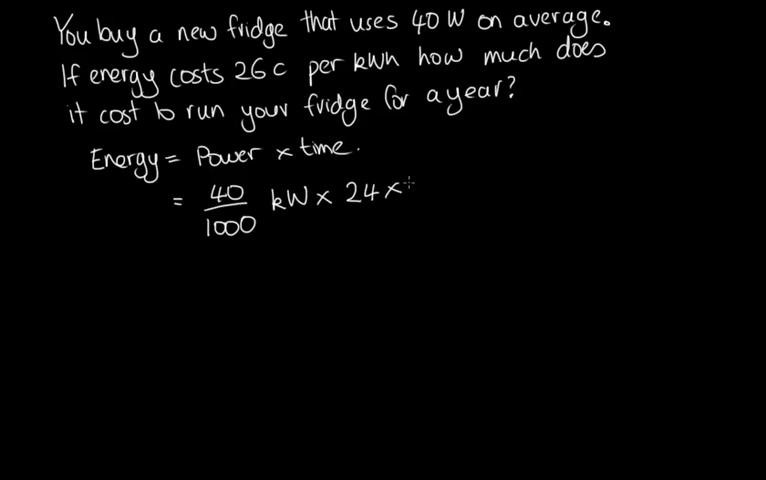 You buy a new fridge that uses 40 W on average.
If energy costs 26c per kwh how much does
it cost to run your fridge for a year?
Energy = Power × time.
= 40/1000 kW × 24 ×